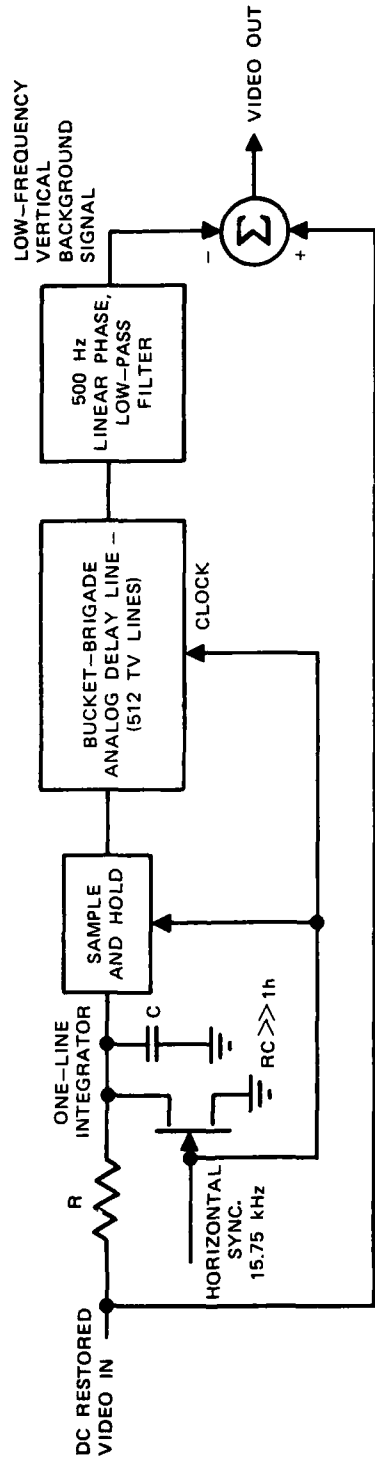 DC RESTORED
VIDEO IN
R
ONE-LINE
INTEGRATOR
C
RC >> 1h
HORIZONTAL
SYNC.
15.75 kHz
SAMPLE
AND HOLD
BUCKET-BRIGADE
ANALOG DELAY LINE -
(512 TV LINES)
CLOCK
500 Hz
LINEAR PHASE,
LOW-PASS
FILTER
LOW-FREQUENCY
VERTICAL
BACKGROUND
SIGNAL
-
Σ
+
VIDEO OUT